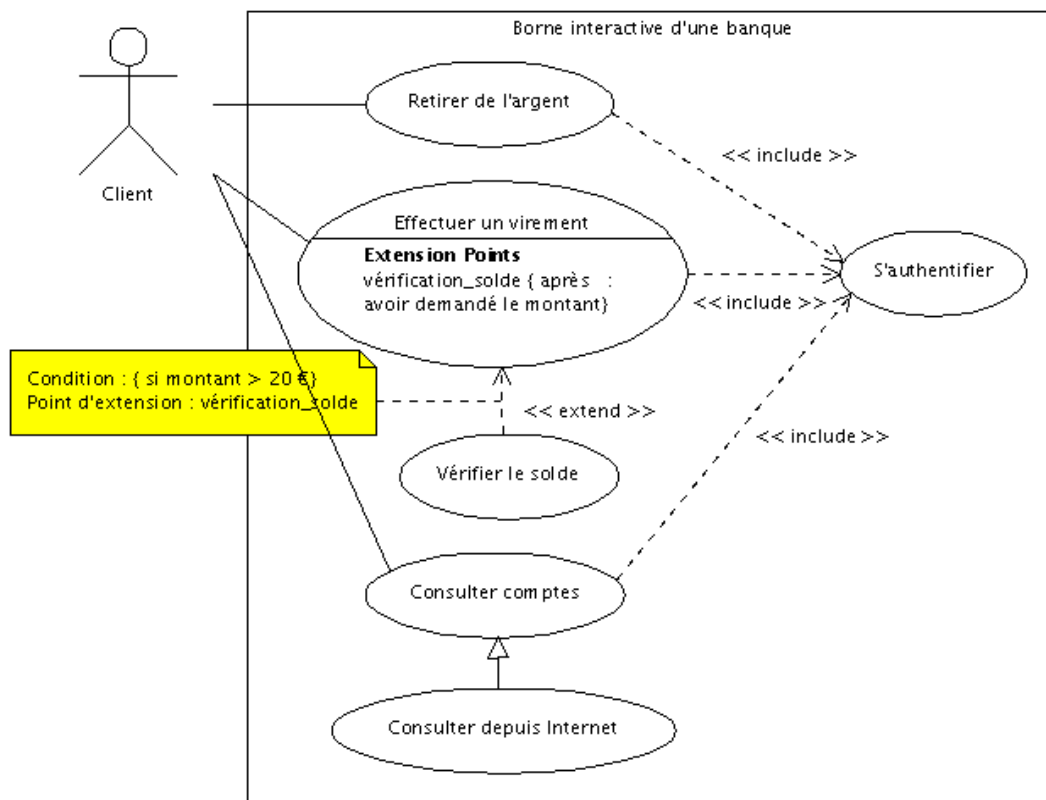 Borne interactive d'une banque
Retirer de l'argent
<< include >>
Client
Effectuer un virement
Extension Points
vérification_solde { après :
avoir demandé le montant}
S'authentifier
<< include >>
Condition : { si montant > 20 €}
Point d'extension : vérification_solde
<< extend >>
<< include >>
Vérifier le solde
Consulter comptes
Consulter depuis Internet